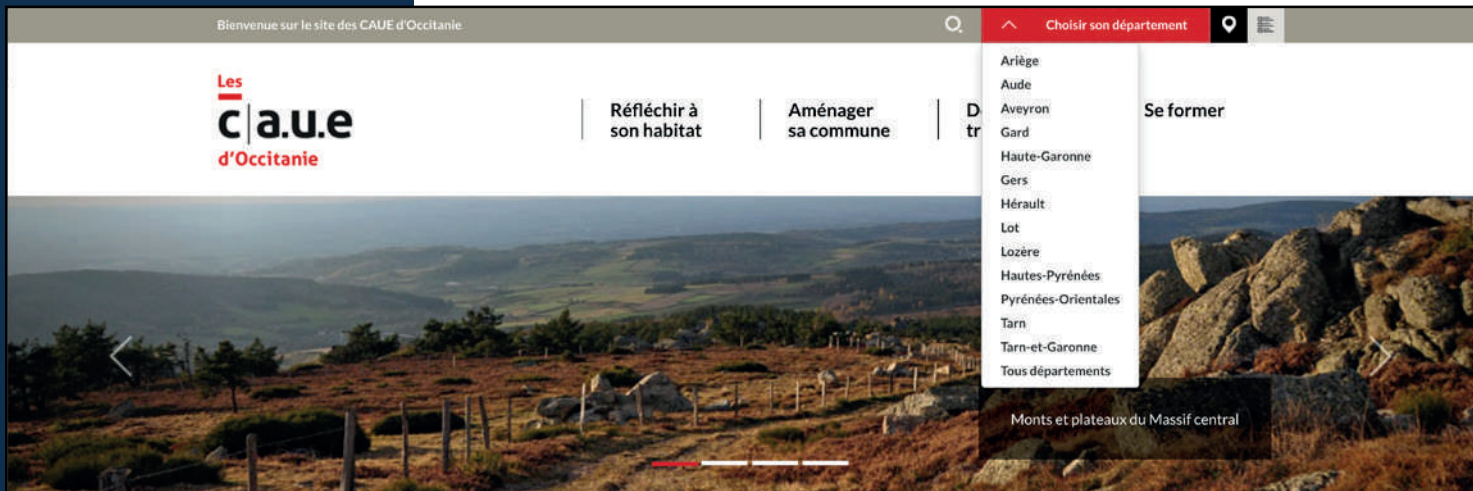 Bienvenue sur le site des CAUE d'Occitanie
Choisir son département
Les
c|a.u.e
d'Occitanie
Réfléchir à
son habitat
Aménager
sa commune
Se former
Ariège
Aude
Aveyron
Gard
Haute-Garonne
Gers
Hérault
Lot
Lozère
Hautes-Pyrénées
Pyrénées-Orientales
Tarn
Tarn-et-Garonne
Tous départements
Monts et plateaux du Massif central